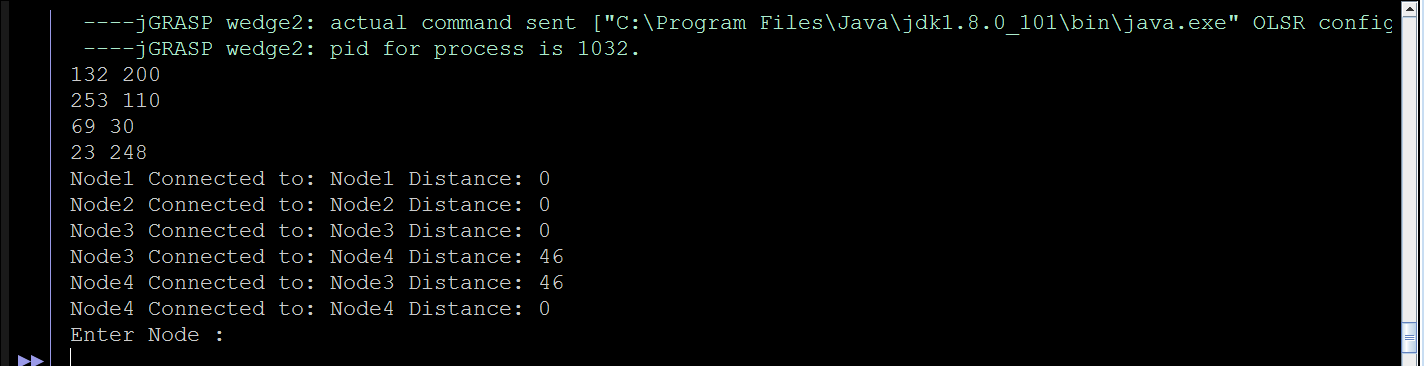 ----jGRASP wedge2: actual command sent ["C:\Program Files\Java\jdk1.8.0_101\bin\java.exe" OLSR config
----jGRASP wedge2: pid for process is 1032.
132 200
253 110
69 30
23 248
Node1 Connected to: Node1 Distance: 0
Node2 Connected to: Node2 Distance: 0
Node3 Connected to: Node3 Distance: 0
Node3 Connected to: Node4 Distance: 46
Node4 Connected to: Node3 Distance: 46
Node4 Connected to: Node4 Distance: 0
Enter Node :